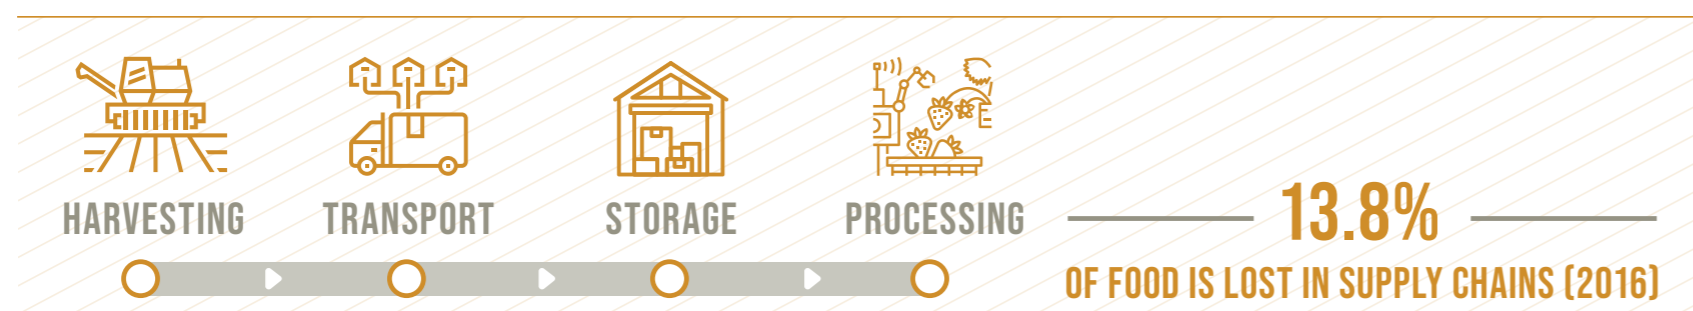 HARVESTING
TRANSPORT
STORAGE
PROCESSING
13.8%
OF FOOD IS LOST IN SUPPLY CHAINS (2016)